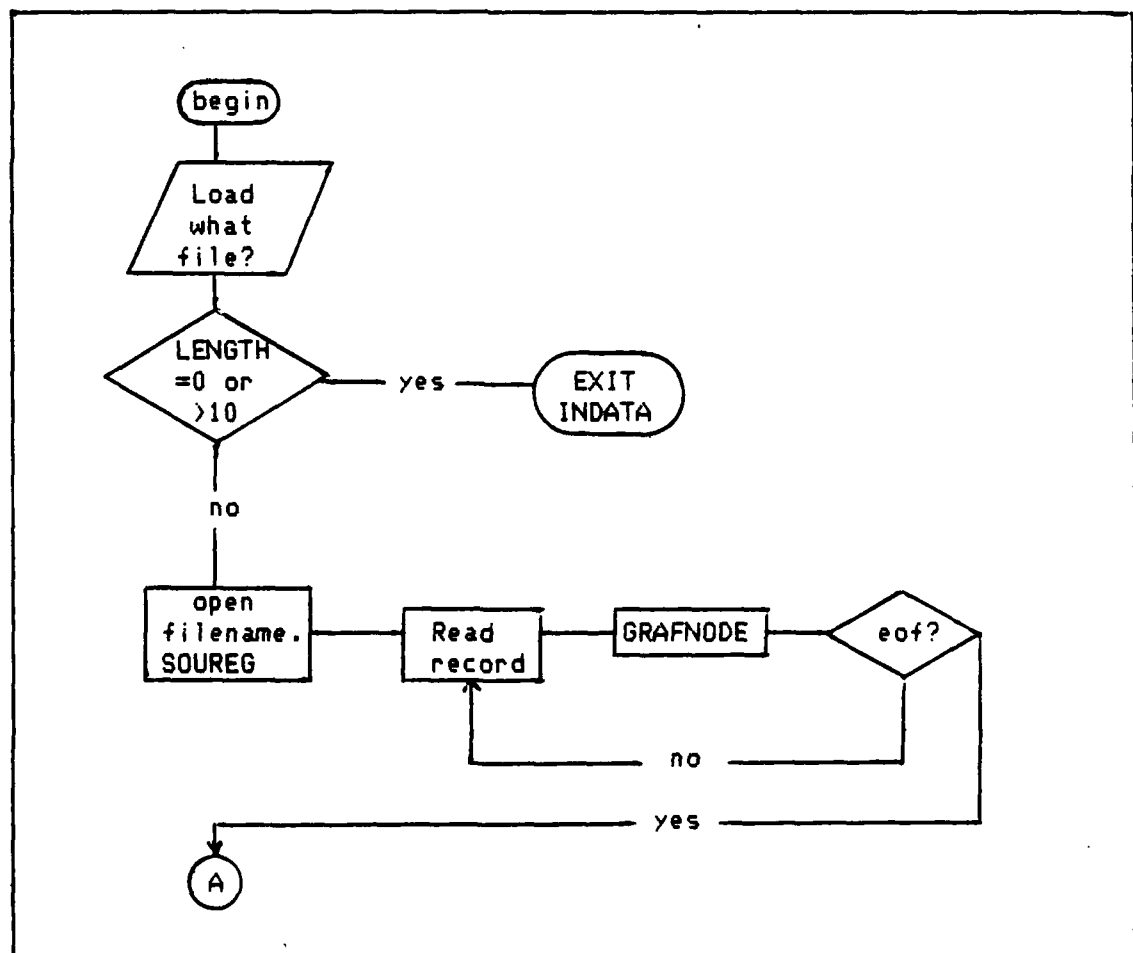 begin
Load
what
file?
LENGTH
=0 or
>10
yes
EXIT
INDATA
no
open
filename.
SOUREG
Read
record
GRAFNODE
eof?
no
yes
A